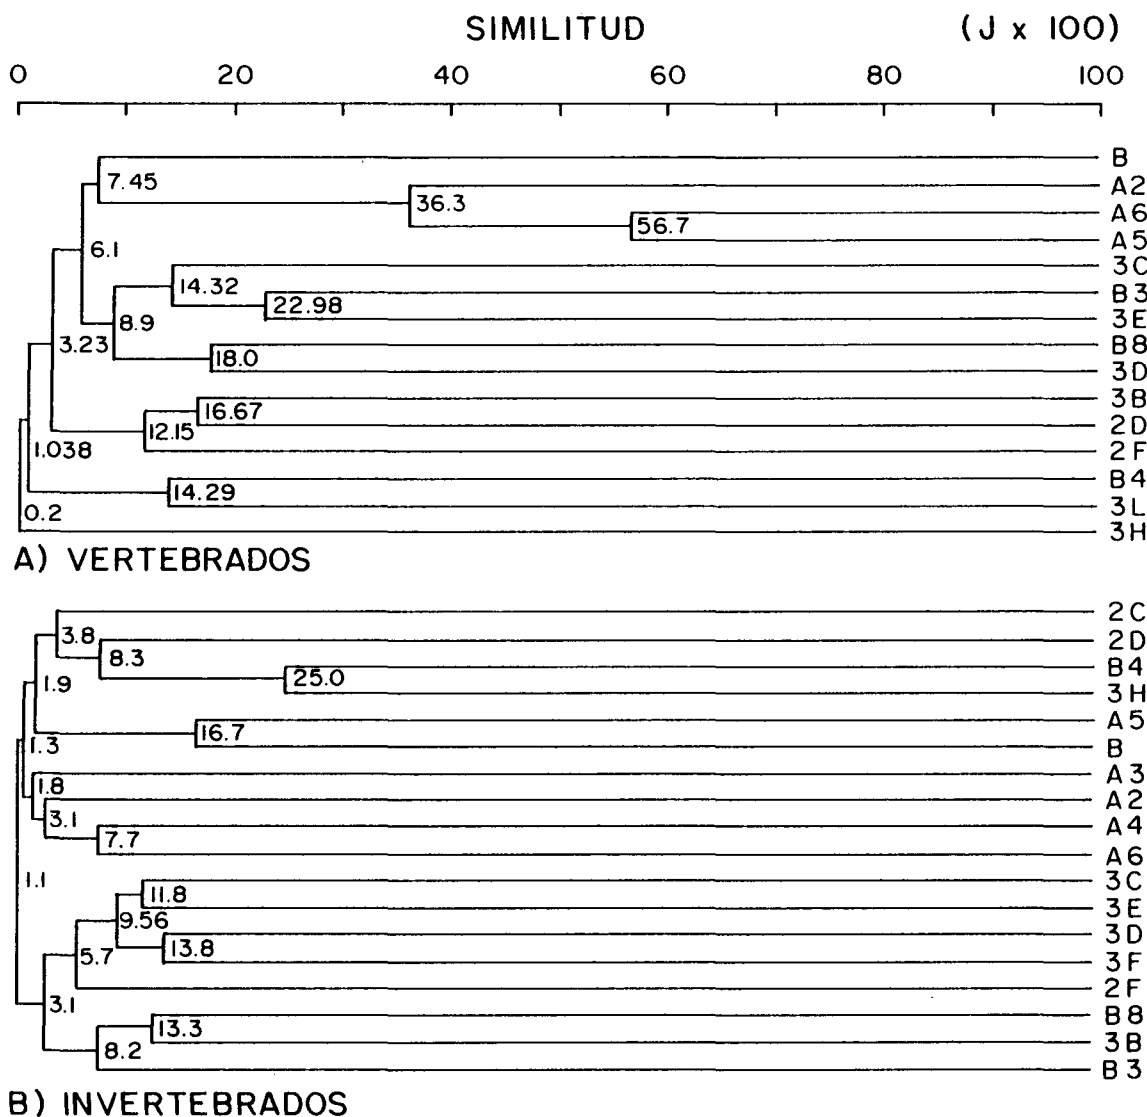 SIMILITUD (J x 100)
0 20 40 60 80 100
B
7.45 A2
36.3 A6
56.7 A5
6.1
3C
14.32 B3
22.98 3E
8.9
3.23 B8
18.0 3D
3B
16.67 2D
12.15 2F
1.038
B4
14.29 3L
0.2
3H
A) VERTEBRADOS
2C
3.8 2D
8.3 B4
25.0 3H
1.9
A5
16.7 B
1.3
A3
1.8 A2
3.1 A4
7.7 A6
1.1 3C
11.8 3E
9.56 3D
13.8 3F
5.7
2F
3.1 B8
13.3 3B
8.2 B3
B) INVERTEBRADOS